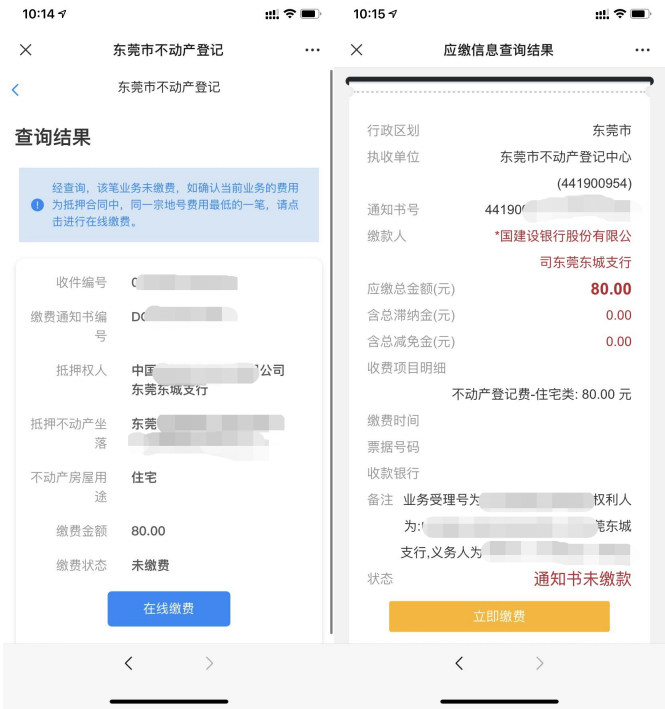 10:14
东莞市不动产登记
东莞市不动产登记
查询结果
经查询，该笔业务未缴费，如确认当前业务的费用
为抵押合同中，同一宗地号费用最低的一笔，请点
击进行在线缴费。
收件编号 0
缴费通知书编 DC
号
抵押权人 中国 公司
东莞东城支行
抵押不动产坐 东莞
落
不动产房屋用 住宅
途
缴费金额 80.00
缴费状态 未缴费
在线缴费
10:15
应缴信息查询结果
行政区划 东莞市
执收单位 东莞市不动产登记中心
(441900954)
通知书号 44190
缴款人 *国建设银行股份有限公
司东莞东城支行
应缴总金额(元) 80.00
含总滞纳金(元) 0.00
含总减免金(元) 0.00
收费项目明细
不动产登记费-住宅类: 80.00 元
缴费时间
票据号码
收款银行
备注 业务受理号为 权利人
为: 莞东城
支行,义务人为
状态 通知书未缴款
立即缴费